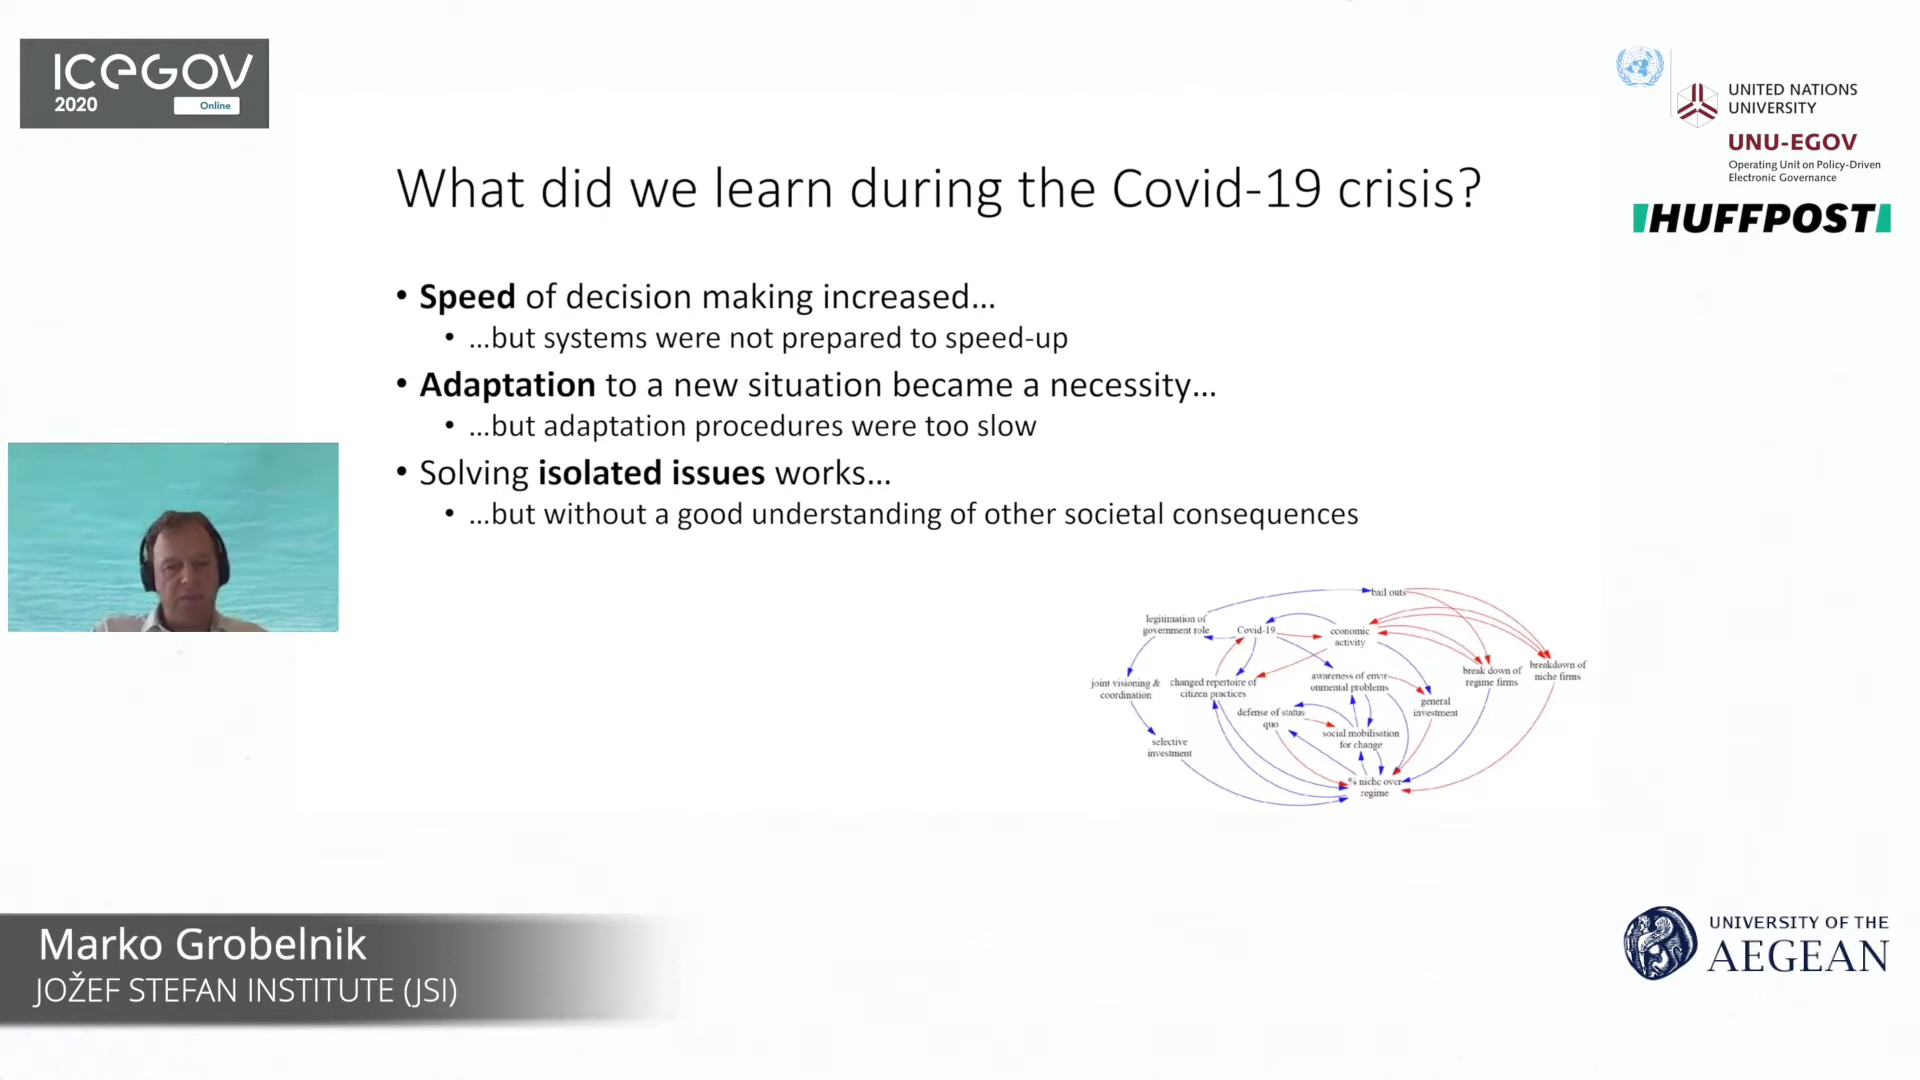 ICEGOV
2020
Online
UNITED NATIONS
UNIVERSITY
UNU-EGOV
Operating Unit on Policy-Driven
Electronic Governance
HUFFPOST
What did we learn during the Covid-19 crisis?
• Speed of decision making increased...
• ...but systems were not prepared to speed-up
• Adaptation to a new situation became a necessity...
• ...but adaptation procedures were too slow
• Solving isolated issues works...
• ...but without a good understanding of other societal consequences
bail outs
legitimation of
government role
Covid-19
economic
activity
break down of
regime firms
breakdown of
niche firms
joint visioning &
coordination
changed repertoire of
citizen practices
awareness of envir
onmental problems
general
investment
defense of status
quo
social mobilisation
for change
selective
investment
% niche over
regime
Marko Grobelnik
JOŽEF STEFAN INSTITUTE (JSI)
UNIVERSITY OF THE
AEGEAN